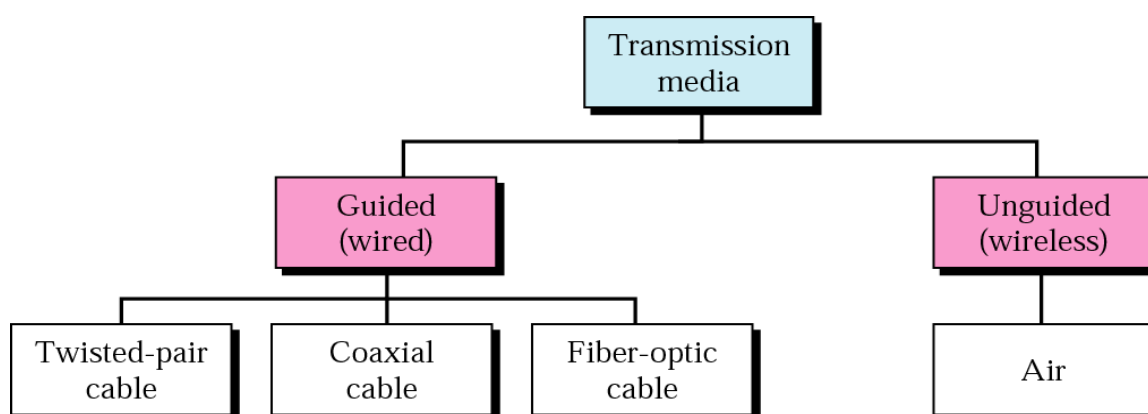 Transmission
media
Guided
(wired)
Unguided
(wireless)
Twisted-pair
cable
Coaxial
cable
Fiber-optic
cable
Air